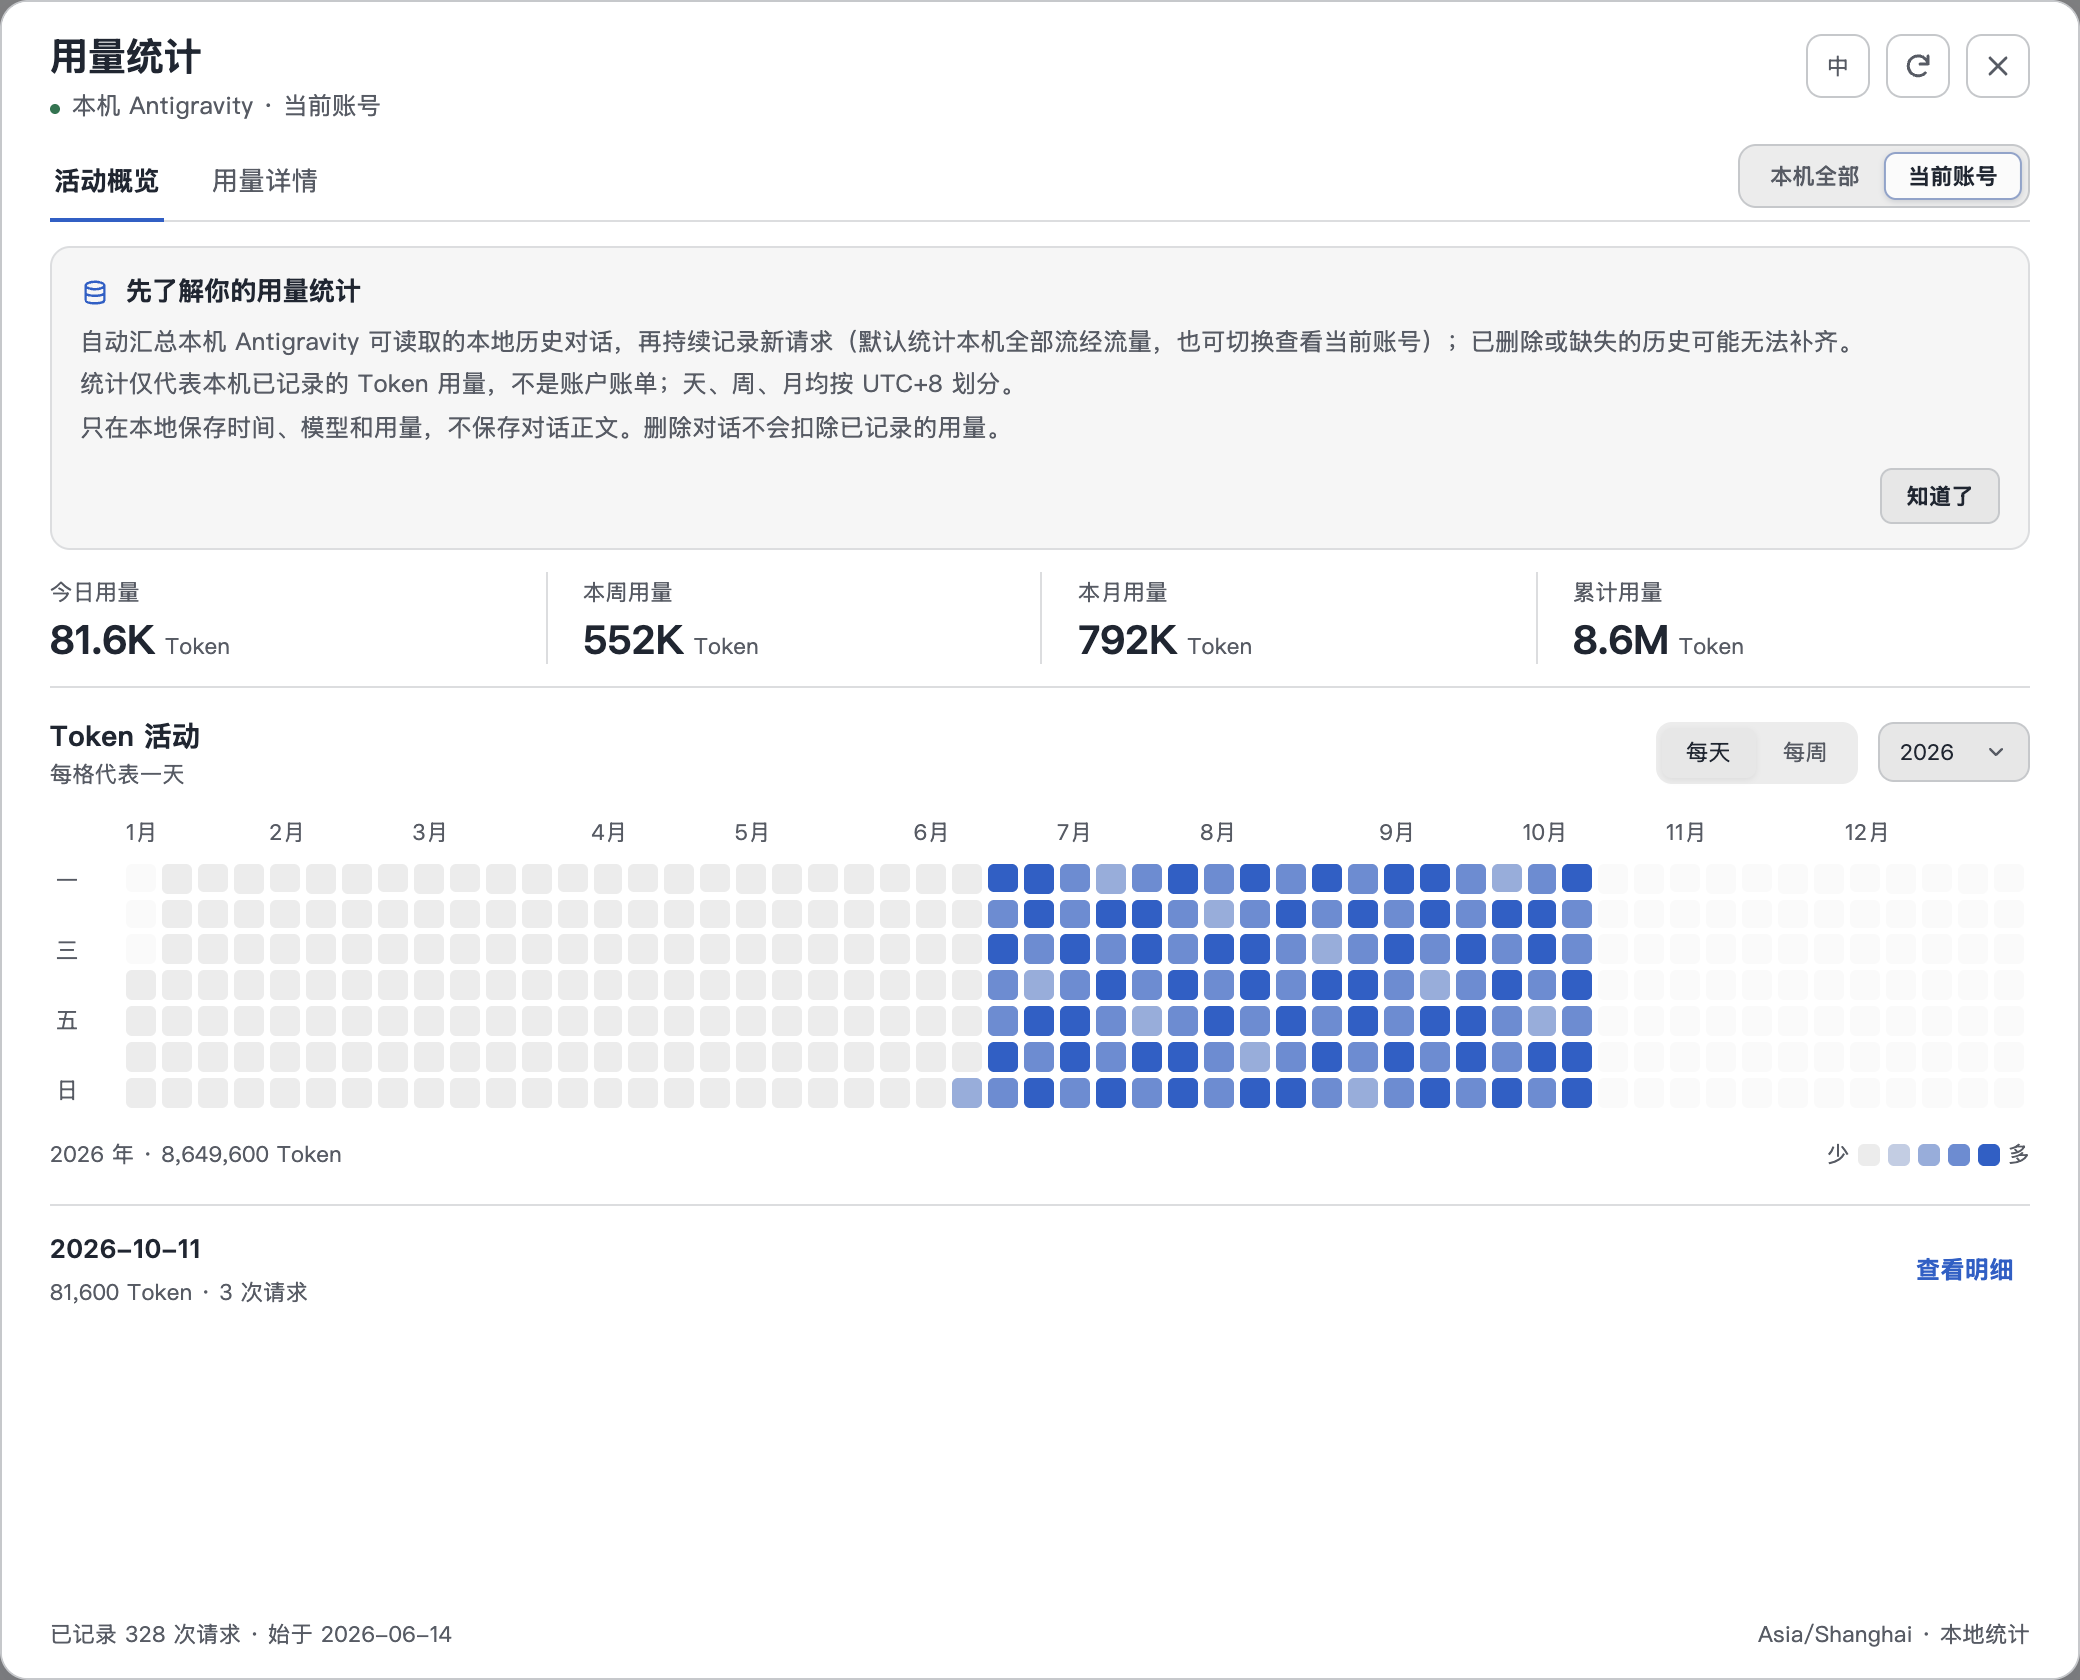 用量统计
中
本机 Antigravity · 当前账号
活动概览
用量详情
本机全部
当前账号
先了解你的用量统计
自动汇总本机 Antigravity 可读取的本地历史对话，再持续记录新请求（默认统计本机全部流经流量，也可切换查看当前账号）；已删除或缺失的历史可能无法补齐。
统计仅代表本机已记录的 Token 用量，不是账户账单；天、周、月均按 UTC+8 划分。
只在本地保存时间、模型和用量，不保存对话正文。删除对话不会扣除已记录的用量。
知道了
今日用量
81.6K Token
本周用量
552K Token
本月用量
792K Token
累计用量
8.6M Token
Token 活动
每格代表一天
每天
每周
2026
1月 2月 3月 4月 5月 6月 7月 8月 9月 10月 11月 12月
一
三
五
日
2026 年 · 8,649,600 Token
少
多
2026-10-11
81,600 Token · 3 次请求
查看明细
已记录 328 次请求 · 始于 2026-06-14
Asia/Shanghai · 本地统计